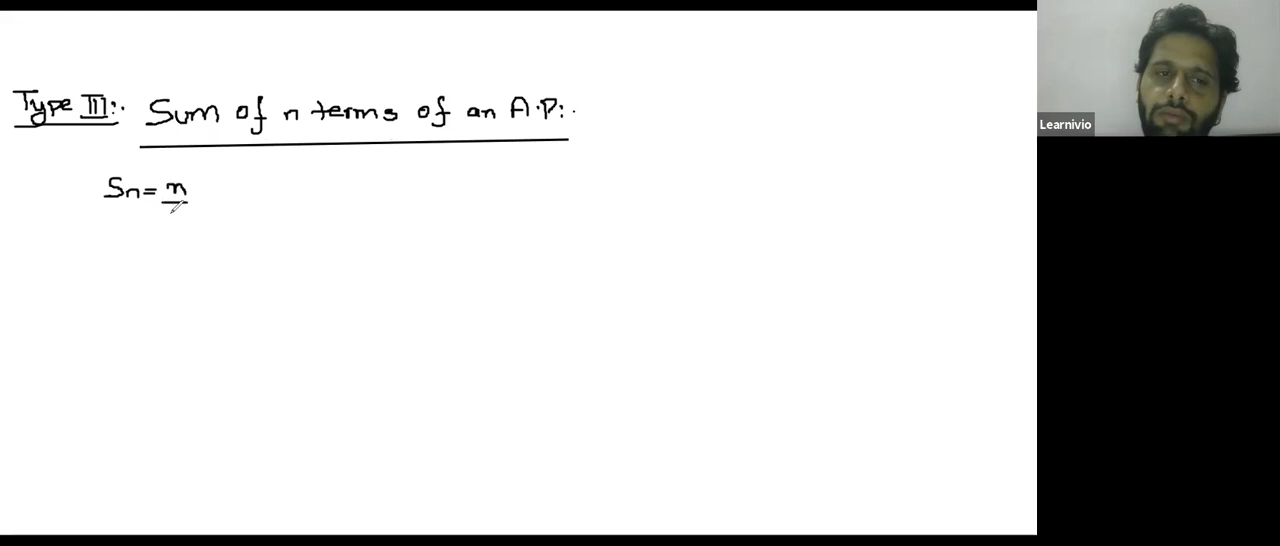 Type III:- Sum of n terms of an A.P:-
Sn = n
Learnivio